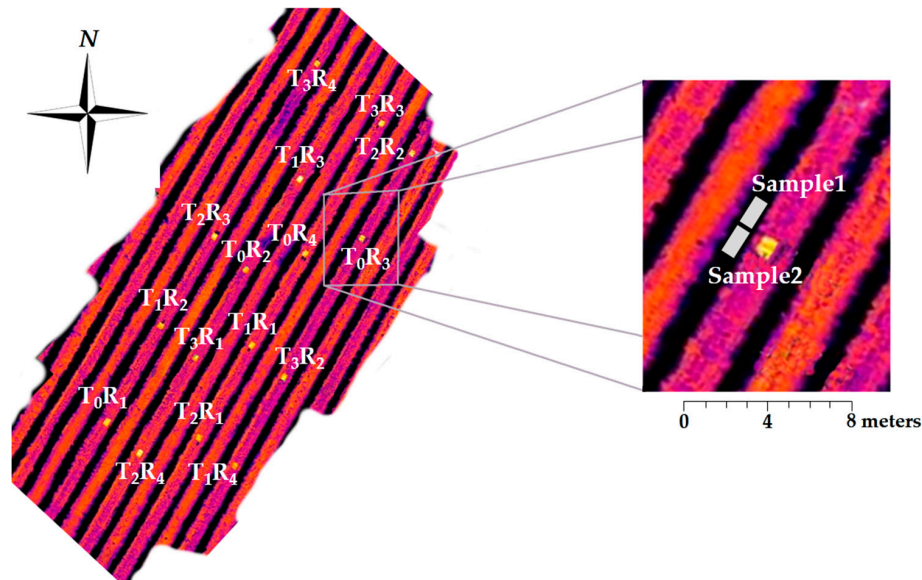 N
T₃R₄
T₃R₃
T₂R₂
T₁R₃
T₂R₃
T₀R₄
T₀R₂
T₀R₃
T₁R₂
T₁R₁
T₃R₁
T₃R₂
T₀R₁
T₂R₁
T₂R₄
T₁R₄
Sample1
Sample2
0 4 8 meters